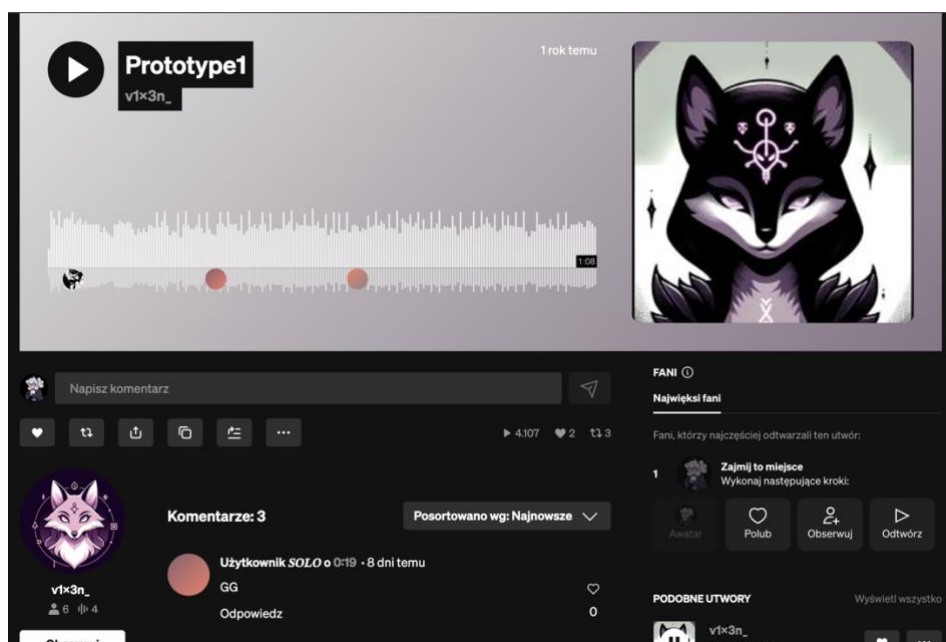 Prototype1
v1×3n_
1 rok temu
1:08
Napisz komentarz
4.107
2
3
v1×3n_
6
4
Komentarze: 3
Posortowano wg: Najnowsze
Użytkownik SOLO o 0:19 · 8 dni temu
GG
Odpowiedz
0
FANI
Najwięksi fani
Fani, którzy najczęściej odtwarzali ten utwór:
1
Zajmij to miejsce
Wykonaj następujące kroki:
Awatar
Polub
Obserwuj
Odtwórz
PODOBNE UTWORY
Wyświetl wszystko
v1×3n_